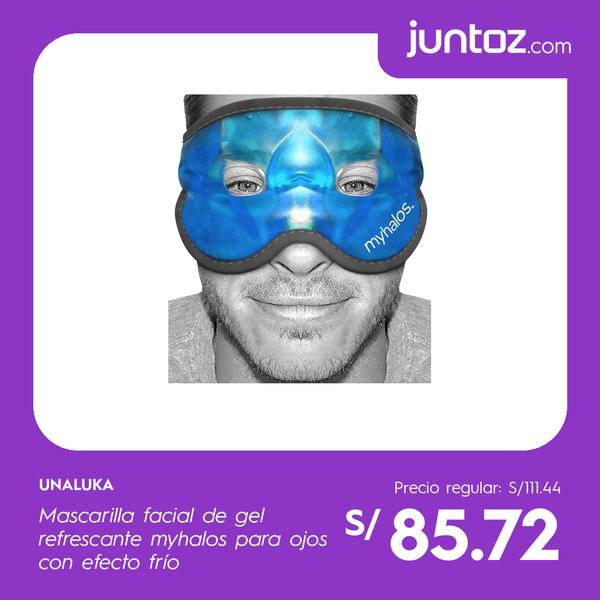 juntoz.com
myhalos.
UNALUKA
Mascarilla facial de gel
refrescante myhalos para ojos
con efecto frío
Precio regular: S/111.44
S/ 85.72